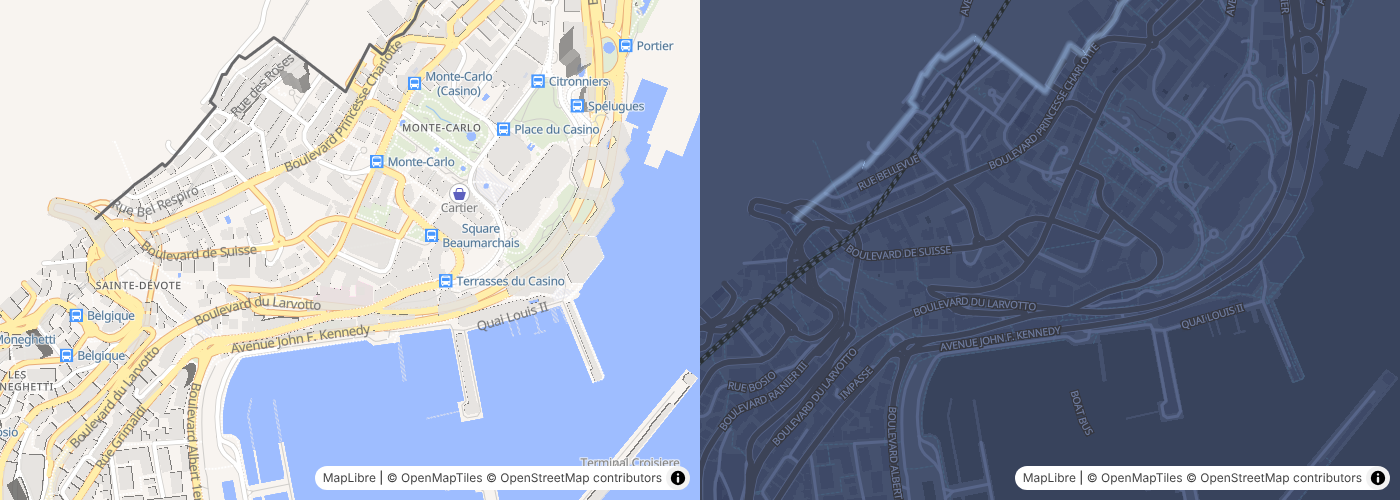 Portier
Rue des Roses
Boulevard Princesse Charlotte
Monte-Carlo
(Casino)
Citronniers
Spélugues
MONTE-CARLO
Place du Casino
Monte-Carlo
Rue Bel Respiro
Cartier
Square
Beaumarchais
Boulevard de Suisse
SAINTE-DÉVOTE
Terrasses du Casino
Boulevard du Larvotto
Quai Louis II
Belgique
Moneghetti
Avenue John F. Kennedy
Belgique
LES
NEGHETTI
Boulevard du Larvotto
Rue Grimaldi
Boulevard Albert 1er
Terminal Croisière
MapLibre | © OpenMapTiles © OpenStreetMap contributors
BOULEVARD PRINCESSE CHARLOTTE
RUE BELLEVUE
BOULEVARD DE SUISSE
BOULEVARD DU LARVOTTO
QUAI LOUIS II
AVENUE JOHN F. KENNEDY
RUE BOSIO
BOULEVARD RAINIER III
BOULEVARD DU LARVOTTO
IMPASSE
BOAT BUS
BOULEVARD ALBERT
MapLibre | © OpenMapTiles © OpenStreetMap contributors